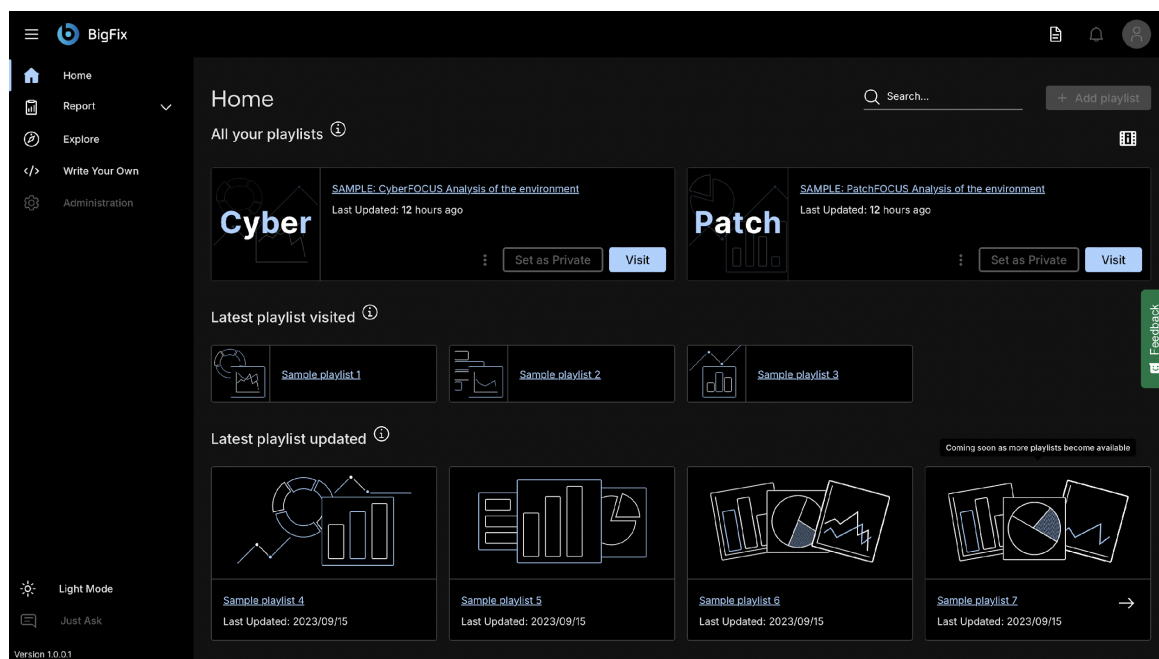 BigFix
Home
Report
Explore
Write Your Own
Administration
Light Mode
Just Ask
Version 1.0.0.1
Home
Search...
+ Add playlist
All your playlists
Cyber
SAMPLE: CyberFOCUS Analysis of the environment
Last Updated: 12 hours ago
Set as Private
Visit
Patch
SAMPLE: PatchFOCUS Analysis of the environment
Last Updated: 12 hours ago
Set as Private
Visit
Feedback
Latest playlist visited
Sample playlist 1
Sample playlist 2
Sample playlist 3
Latest playlist updated
Coming soon as more playlists become available
Sample playlist 4
Last Updated: 2023/09/15
Sample playlist 5
Last Updated: 2023/09/15
Sample playlist 6
Last Updated: 2023/09/15
Sample playlist 7
Last Updated: 2023/09/15